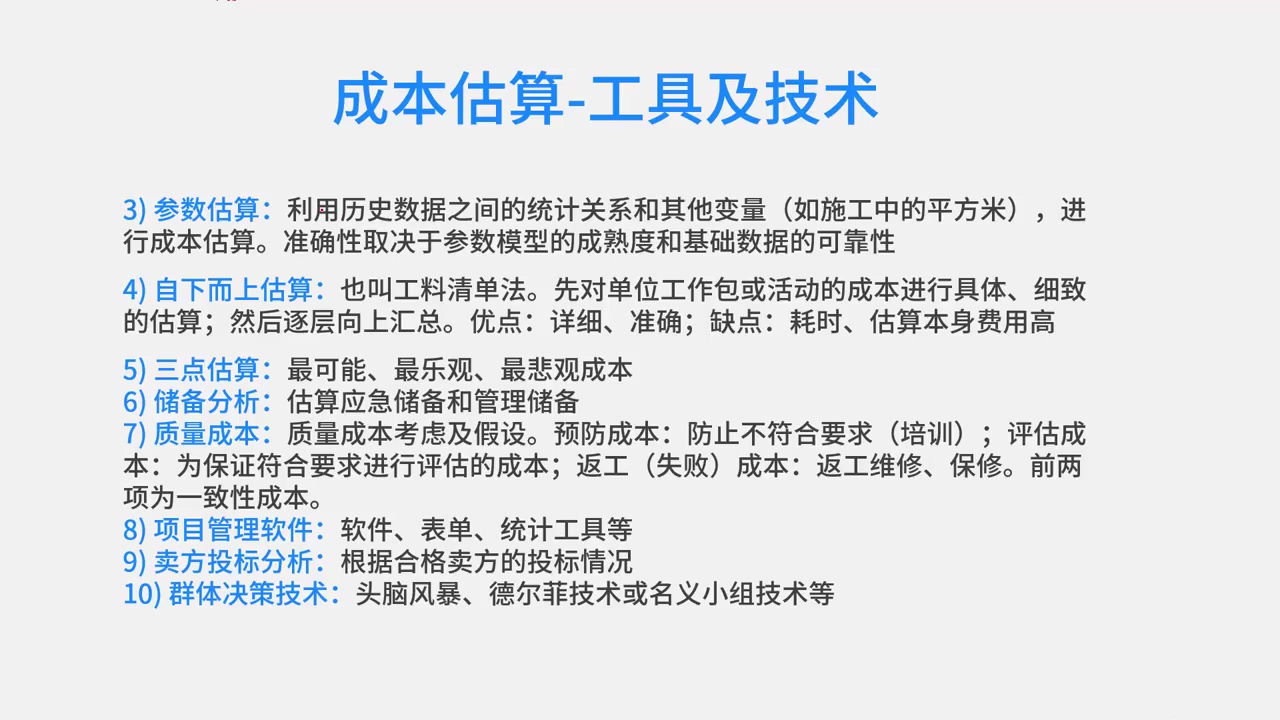 成本估算-工具及技术
3) 参数估算：利用历史数据之间的统计关系和其他变量（如施工中的平方米），进
行成本估算。准确性取决于参数模型的成熟度和基础数据的可靠性
4) 自下而上估算：也叫工料清单法。先对单位工作包或活动的成本进行具体、细致
的估算；然后逐层向上汇总。优点：详细、准确；缺点：耗时、估算本身费用高
5) 三点估算：最可能、最乐观、最悲观成本
6) 储备分析：估算应急储备和管理储备
7) 质量成本：质量成本考虑及假设。预防成本：防止不符合要求（培训）；评估成
本：为保证符合要求进行评估的成本；返工（失败）成本：返工维修、保修。前两
项为一致性成本。
8) 项目管理软件：软件、表单、统计工具等
9) 卖方投标分析：根据合格卖方的投标情况
10) 群体决策技术：头脑风暴、德尔菲技术或名义小组技术等